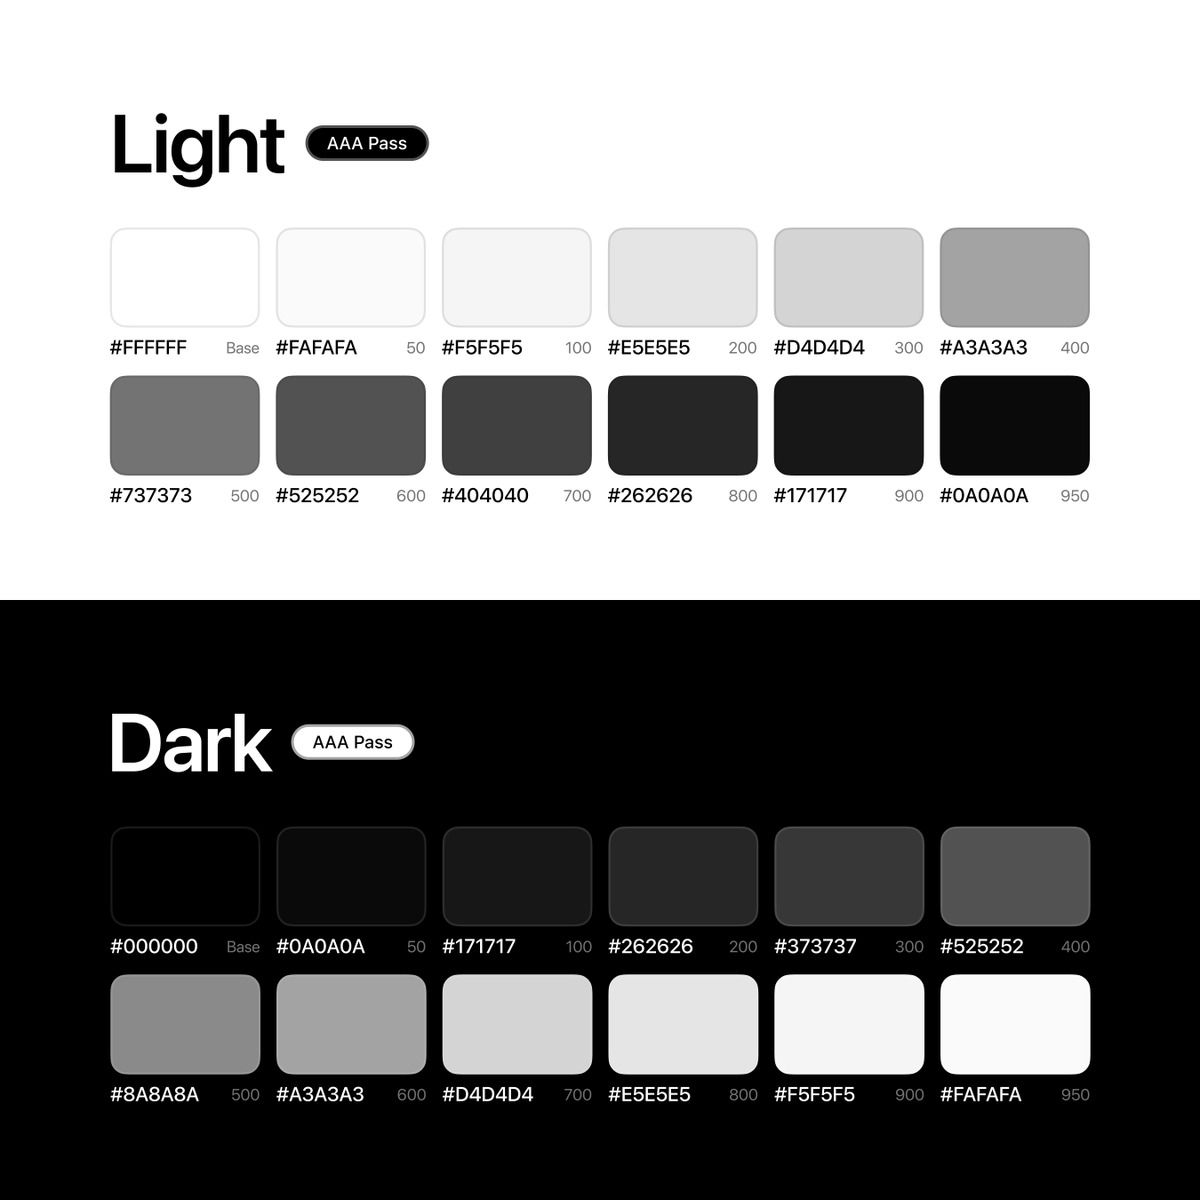 Light AAA Pass
#FFFFFF Base #FAFAFA 50 #F5F5F5 100 #E5E5E5 200 #D4D4D4 300 #A3A3A3 400
#737373 500 #525252 600 #404040 700 #262626 800 #171717 900 #0A0A0A 950
Dark AAA Pass
#000000 Base #0A0A0A 50 #171717 100 #262626 200 #373737 300 #525252 400
#8A8A8A 500 #A3A3A3 600 #D4D4D4 700 #E5E5E5 800 #F5F5F5 900 #FAFAFA 950